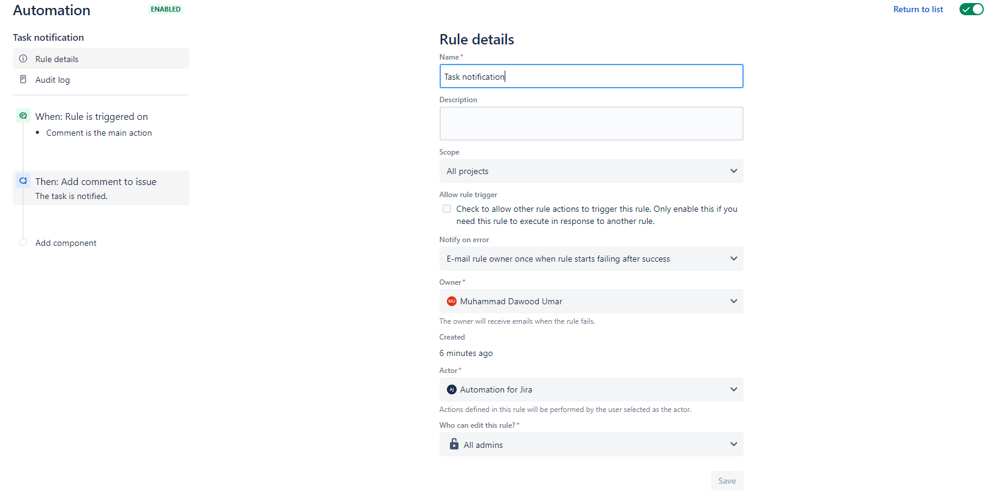 Automation
ENABLED
Return to list
Task notification
Rule details
Audit log
When: Rule is triggered on
• Comment is the main action
Then: Add comment to issue
The task is notified.
Add component
Rule details
Name*
Task notification
Description
Scope
All projects
Allow rule trigger
Check to allow other rule actions to trigger this rule. Only enable this if you
need this rule to execute in response to another rule.
Notify on error
E-mail rule owner once when rule starts failing after success
Owner*
MU Muhammad Dawood Umar
The owner will receive emails when the rule fails.
Created
6 minutes ago
Actor*
AJ Automation for Jira
Actions defined in this rule will be performed by the user selected as the actor.
Who can edit this rule?*
All admins
Save